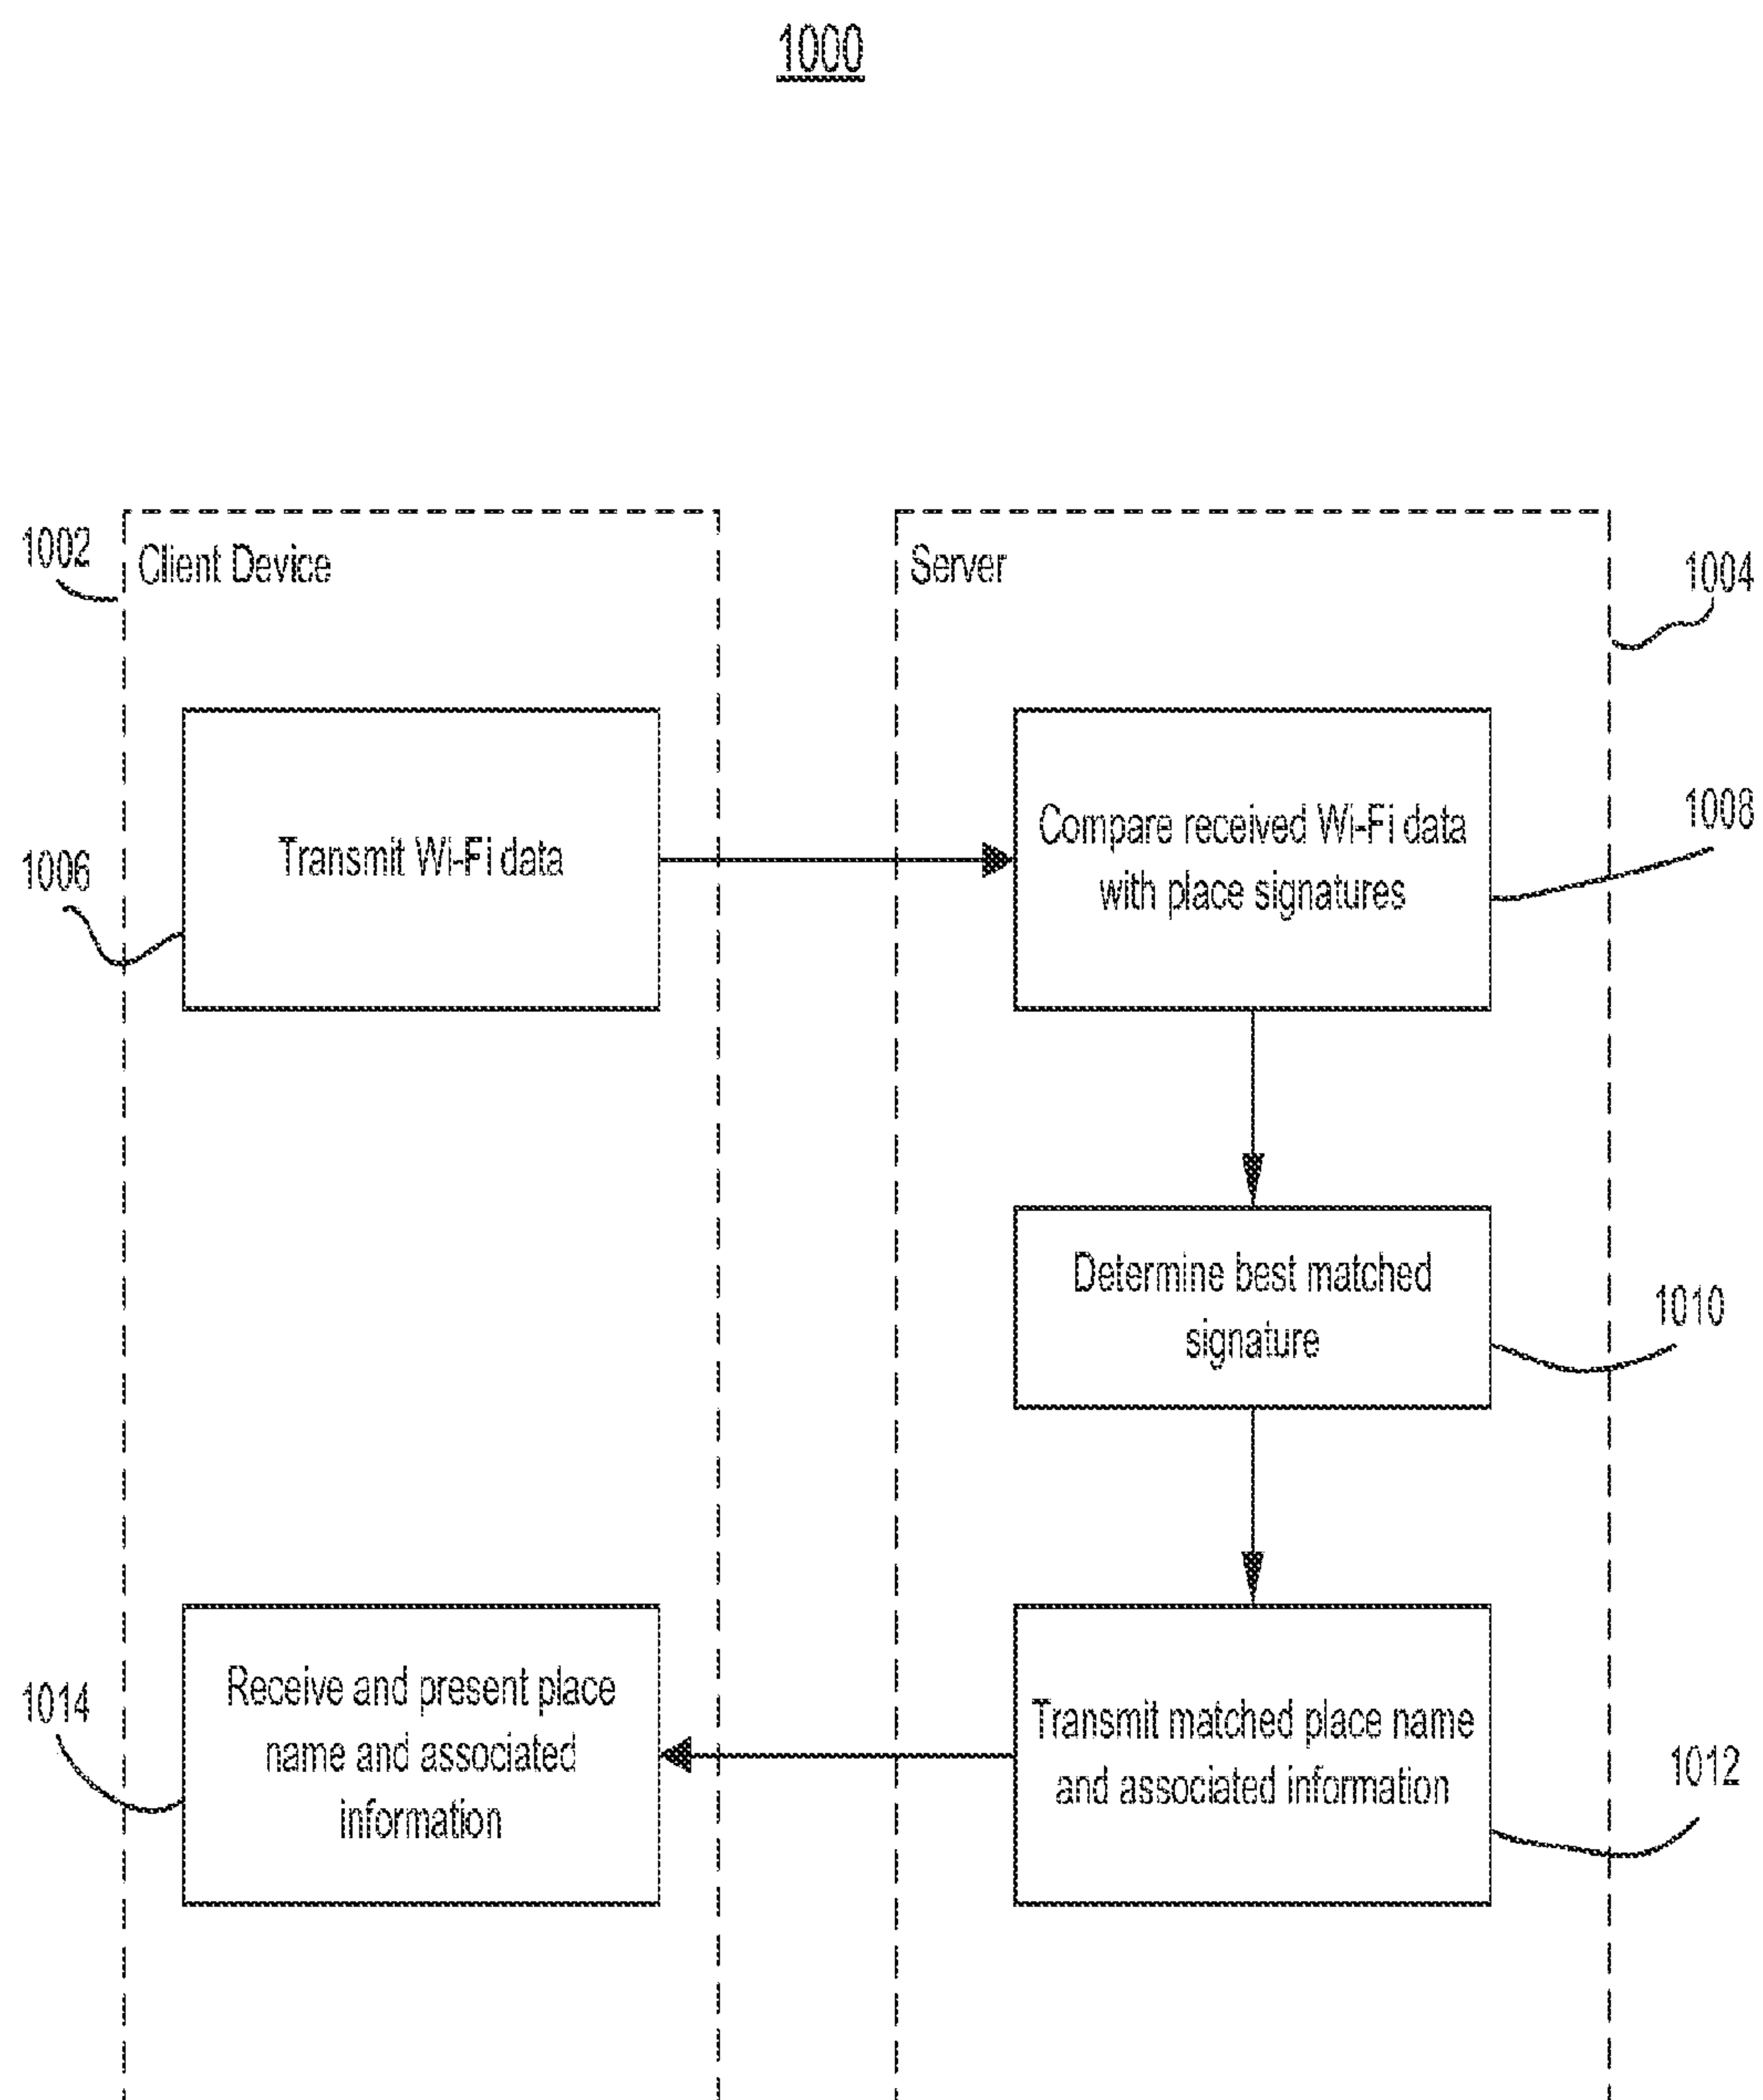 1000
1002
Client Device
Server
1004
1006
Transmit Wi-Fi data
Compare received Wi-Fi data
with place signatures
1008
Determine best matched
signature
1010
1014
Receive and present place
name and associated
information
Transmit matched place name
and associated information
1012